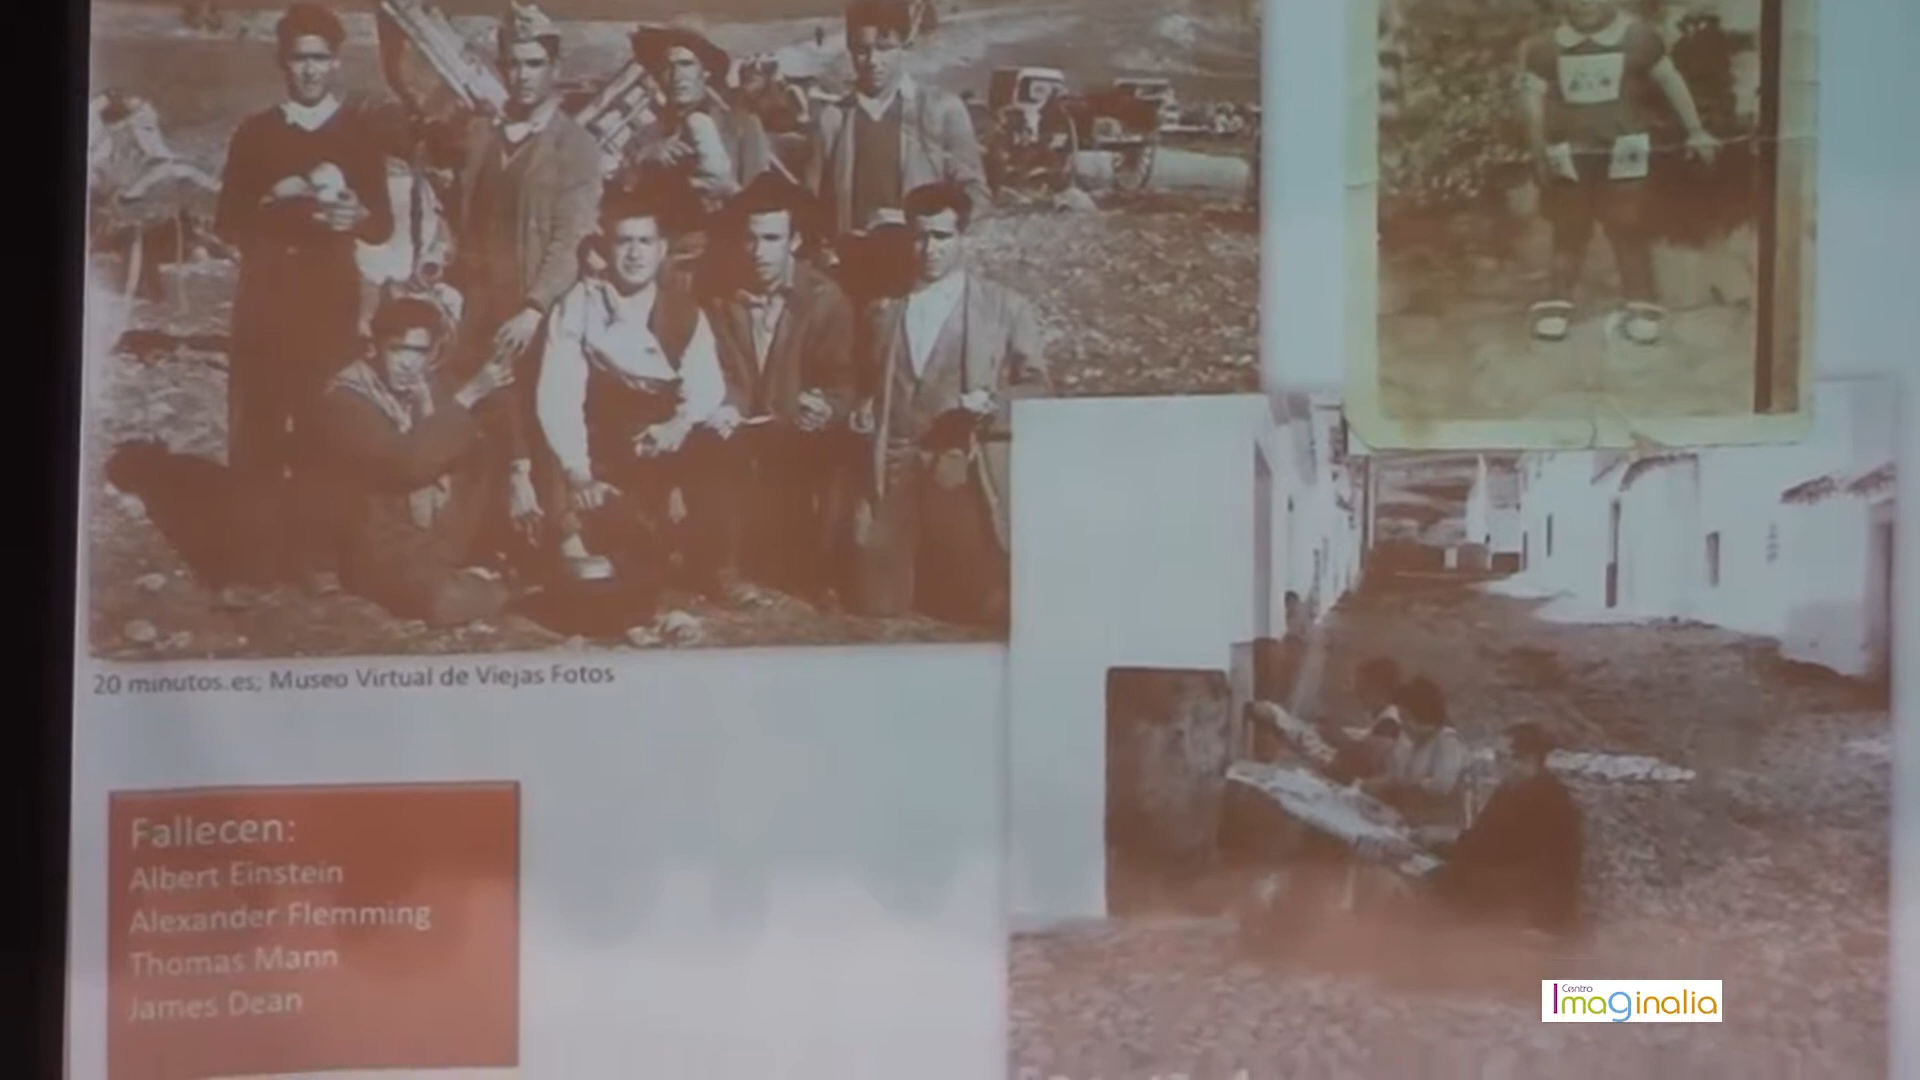 20 minutos.es; Museo Virtual de Viejas Fotos
Fallecen:
Albert Einstein
Alexander Flemming
Thomas Mann
James Dean
Centro
Imaginalia